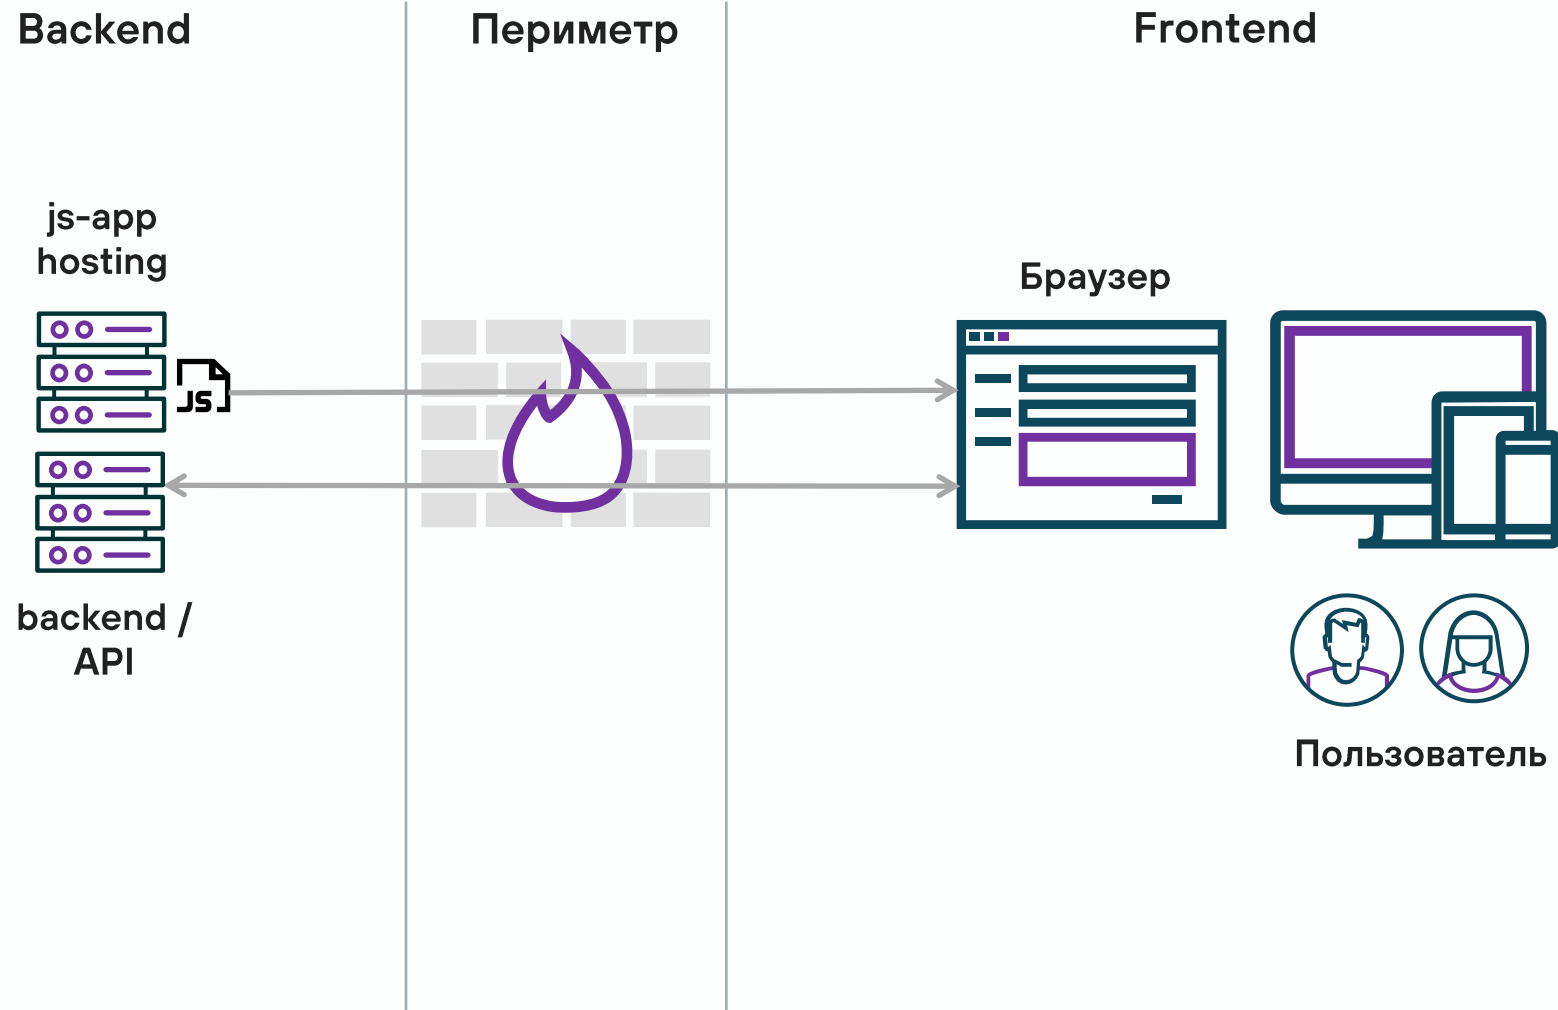 Backend
Периметр
Frontend
js-app
hosting
JS
backend /
API
Браузер
Пользователь